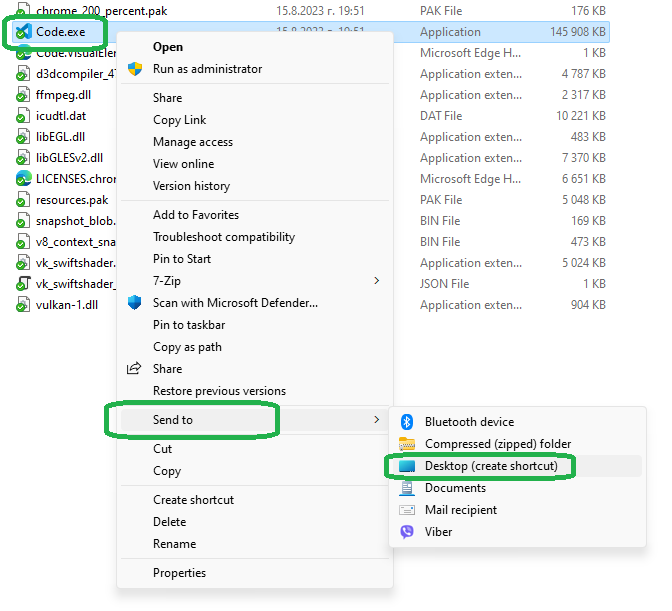 chrome_200_percent.pak 15.8.2023 г. 19:51 PAK File 176 KB
Code.exe 15.8.2023 г. 19:51 Application 145 908 KB
Code.VisualElem Microsoft Edge H... 1 KB
d3dcompiler_47 Application exten... 4 787 KB
ffmpeg.dll Application exten... 2 317 KB
icudtl.dat DAT File 10 221 KB
libEGL.dll Application exten... 483 KB
libGLESv2.dll Application exten... 7 370 KB
LICENSES.chrom Microsoft Edge H... 6 651 KB
resources.pak PAK File 5 048 KB
snapshot_blob. BIN File 169 KB
v8_context_sna BIN File 473 KB
vk_swiftshader. Application exten... 5 024 KB
vk_swiftshader_ JSON File 1 KB
vulkan-1.dll Application exten... 904 KB
Open
Run as administrator
Share
Copy Link
Manage access
View online
Version history
Add to Favorites
Troubleshoot compatibility
Pin to Start
7-Zip
Scan with Microsoft Defender...
Pin to taskbar
Copy as path
Share
Restore previous versions
Send to
Cut
Copy
Create shortcut
Delete
Rename
Properties
Bluetooth device
Compressed (zipped) folder
Desktop (create shortcut)
Documents
Mail recipient
Viber